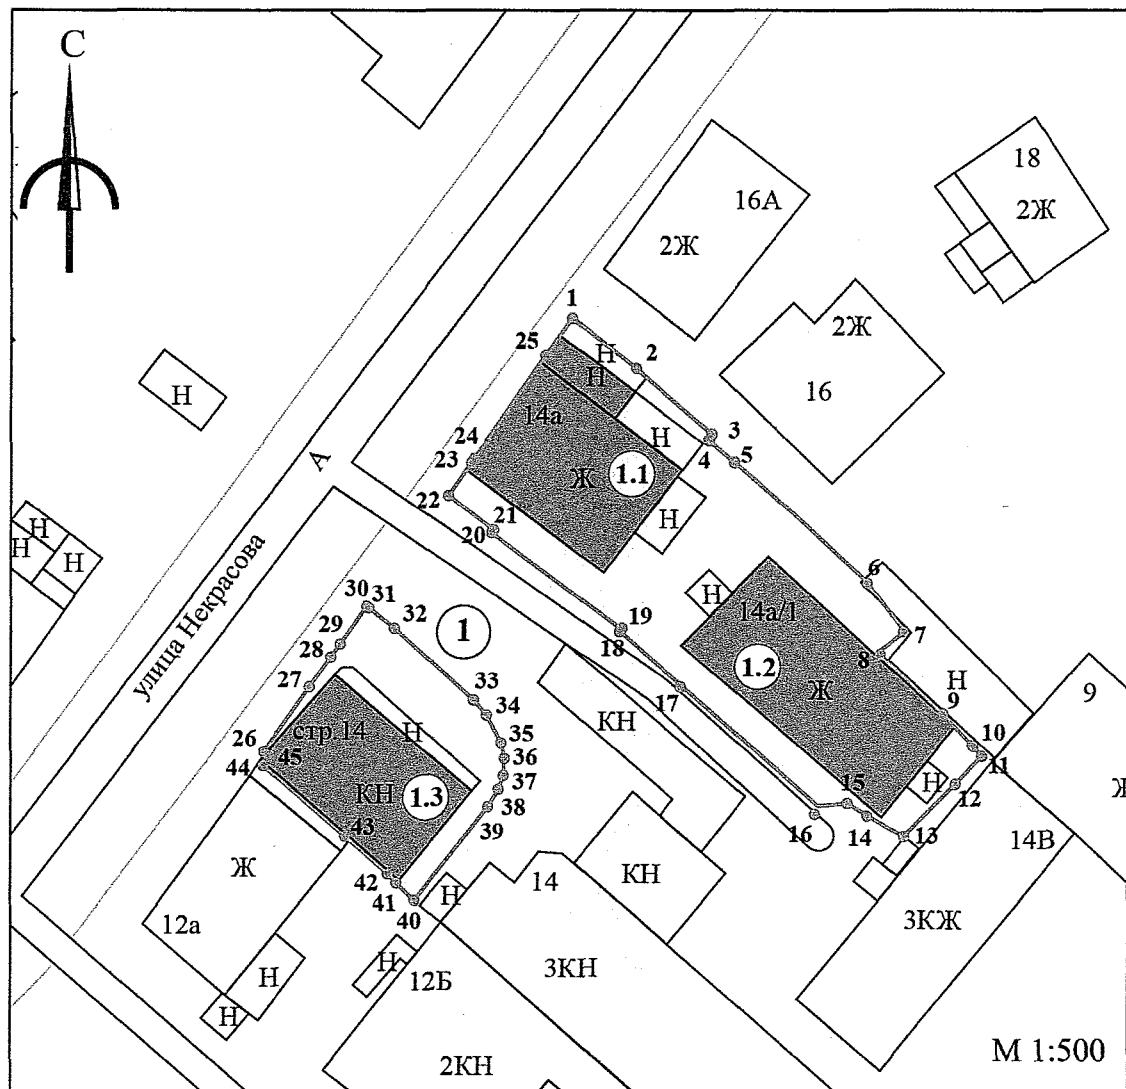 С
18
2Ж
16А
2Ж
1
2Ж
25
2
Н
Н
16
Н
14а
3
24
Н
4
5
23
А
Ж
1.1
22
21
Н
20
Н
Н
Н
6
улица Некрасова
Н
30
31
14а/1
32
1
19
7
29
18
28
8
1.2
27
17
Ж
Н
33
9
9
34
КН
стр 14
Н
35
10
26
45
36
11
44
37
Н
Ж
КН
1.3
38
15
12
39
16
14
13
43
14В
Ж
14
КН
42
41
Н
40
12а
3КЖ
Н
Н
3КН
12Б
Н
М 1:500
2КН